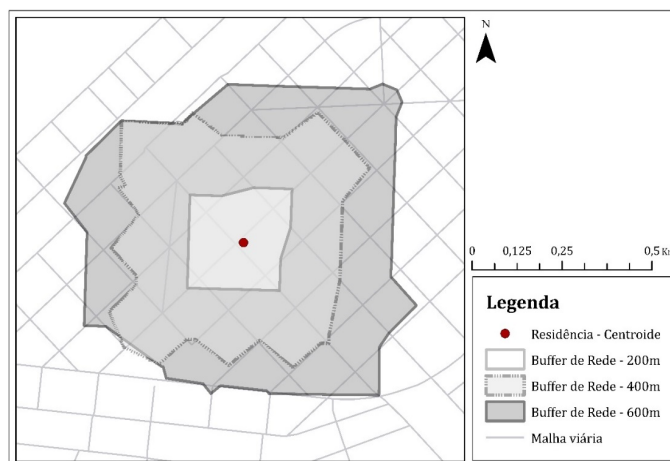 N
0 0,125 0,25 0,5 Km
Legenda
Residência - Centroide
Buffer de Rede - 200m
Buffer de Rede - 400m
Buffer de Rede - 600m
Malha viária